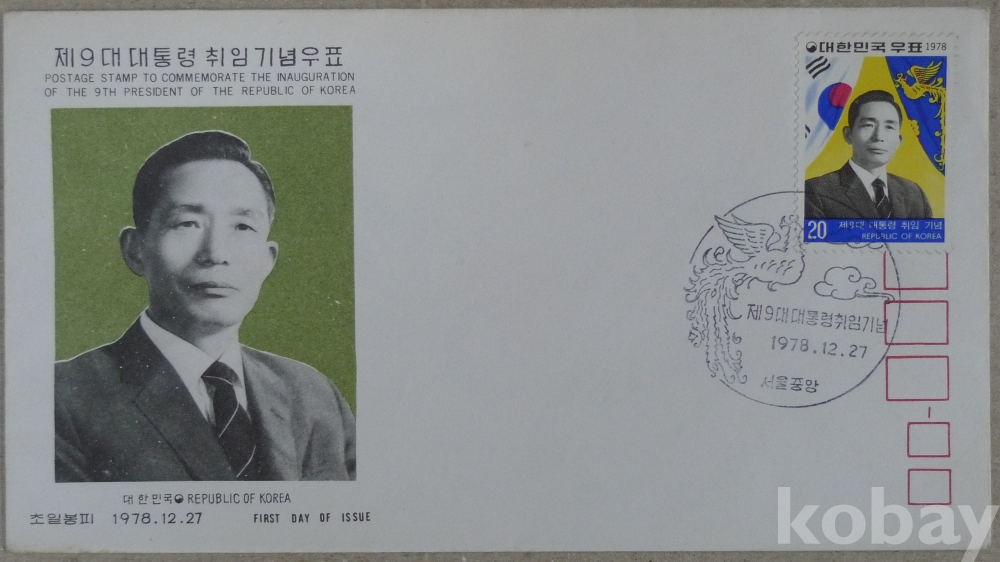 제9대 대통령 취임 기념우표
POSTAGE STAMP TO COMMEMORATE THE INAUGURATION
OF THE 9TH PRESIDENT OF THE REPUBLIC OF KOREA
대한민국 REPUBLIC OF KOREA
초일봉피 1978.12.27 FIRST DAY OF ISSUE
대한민국 우표 1978
20 제9대 대통령 취임 기념
REPUBLIC OF KOREA
제9대대통령취임기념
1978.12.27
서울중앙
kobay